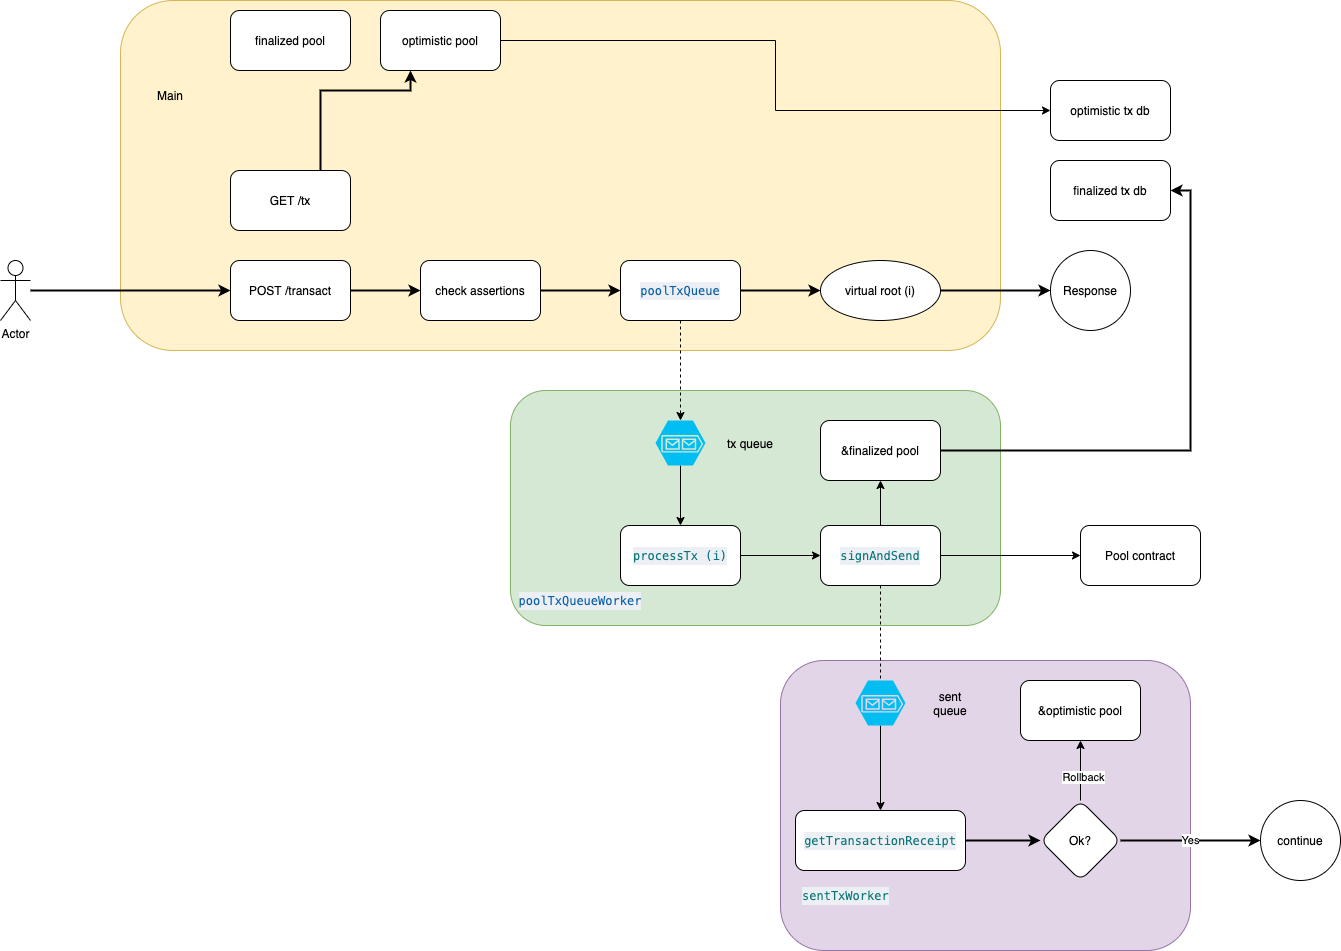 finalized pool
optimistic pool
Main
optimistic tx db
GET /tx
finalized tx db
POST /transact
check assertions
poolTxQueue
virtual root (i)
Response
Actor
tx queue
&finalized pool
processTx (i)
signAndSend
Pool contract
poolTxQueueWorker
sent
queue
&optimistic pool
Rollback
getTransactionReceipt
Ok?
Yes
continue
sentTxWorker